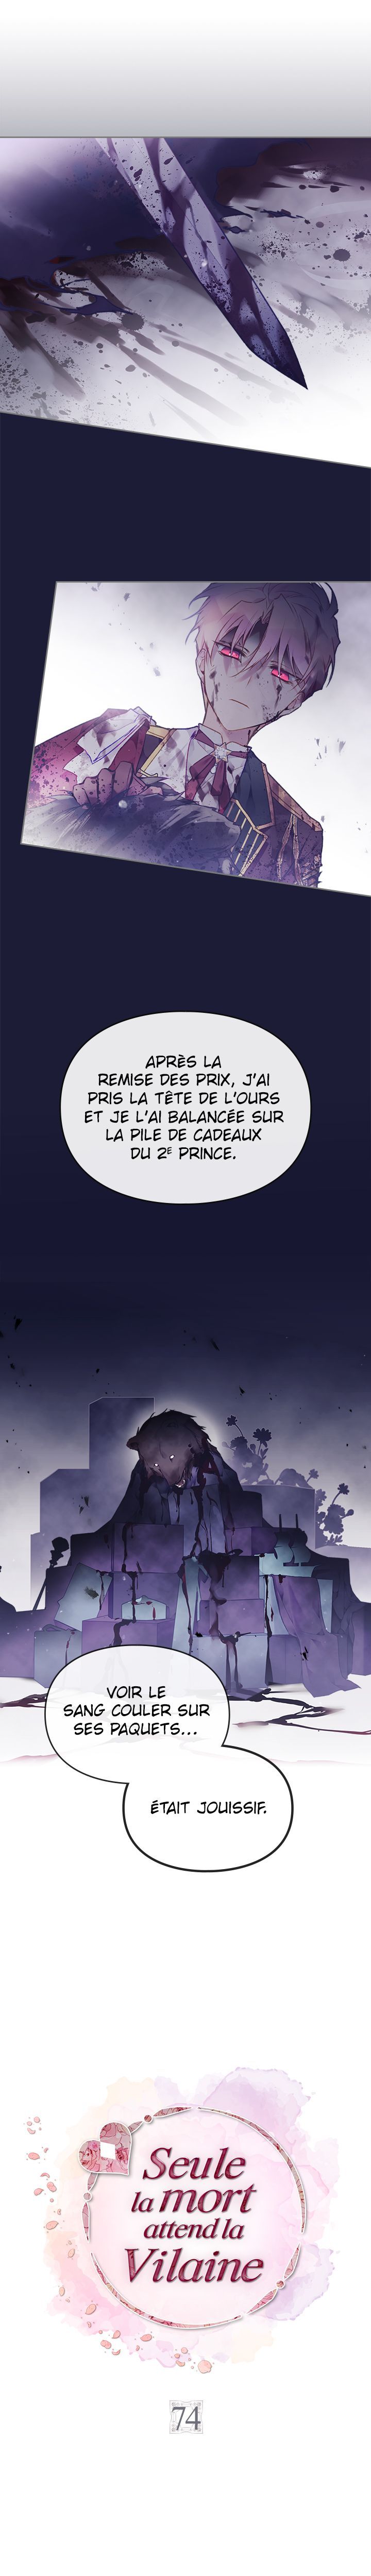 APRÈS LA
REMISE DES PRIX, J'AI
PRIS LA TÊTE DE L'OURS
ET JE L'AI BALANCÉE SUR
LA PILE DE CADEAUX
DU 2E PRINCE.
VOIR LE
SANG COULER SUR
SES PAQUETS...
ÉTAIT JOUISSIF.
Seule
la mort
attend la
Vilaine
74